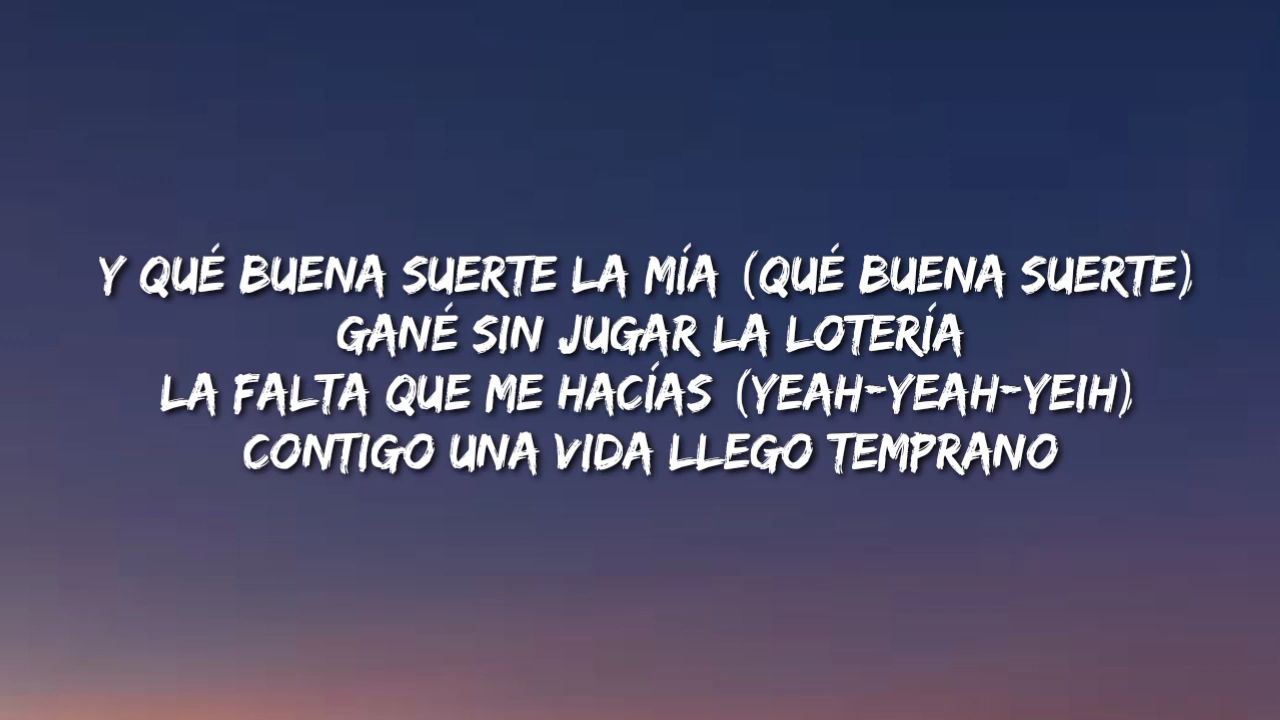 Y QUÉ BUENA SUERTE LA MÍA (QUÉ BUENA SUERTE)
GANÉ SIN JUGAR LA LOTERÍA
LA FALTA QUE ME HACÍAS (YEAH-YEAH-YEIH)
CONTIGO UNA VIDA LLEGO TEMPRANO